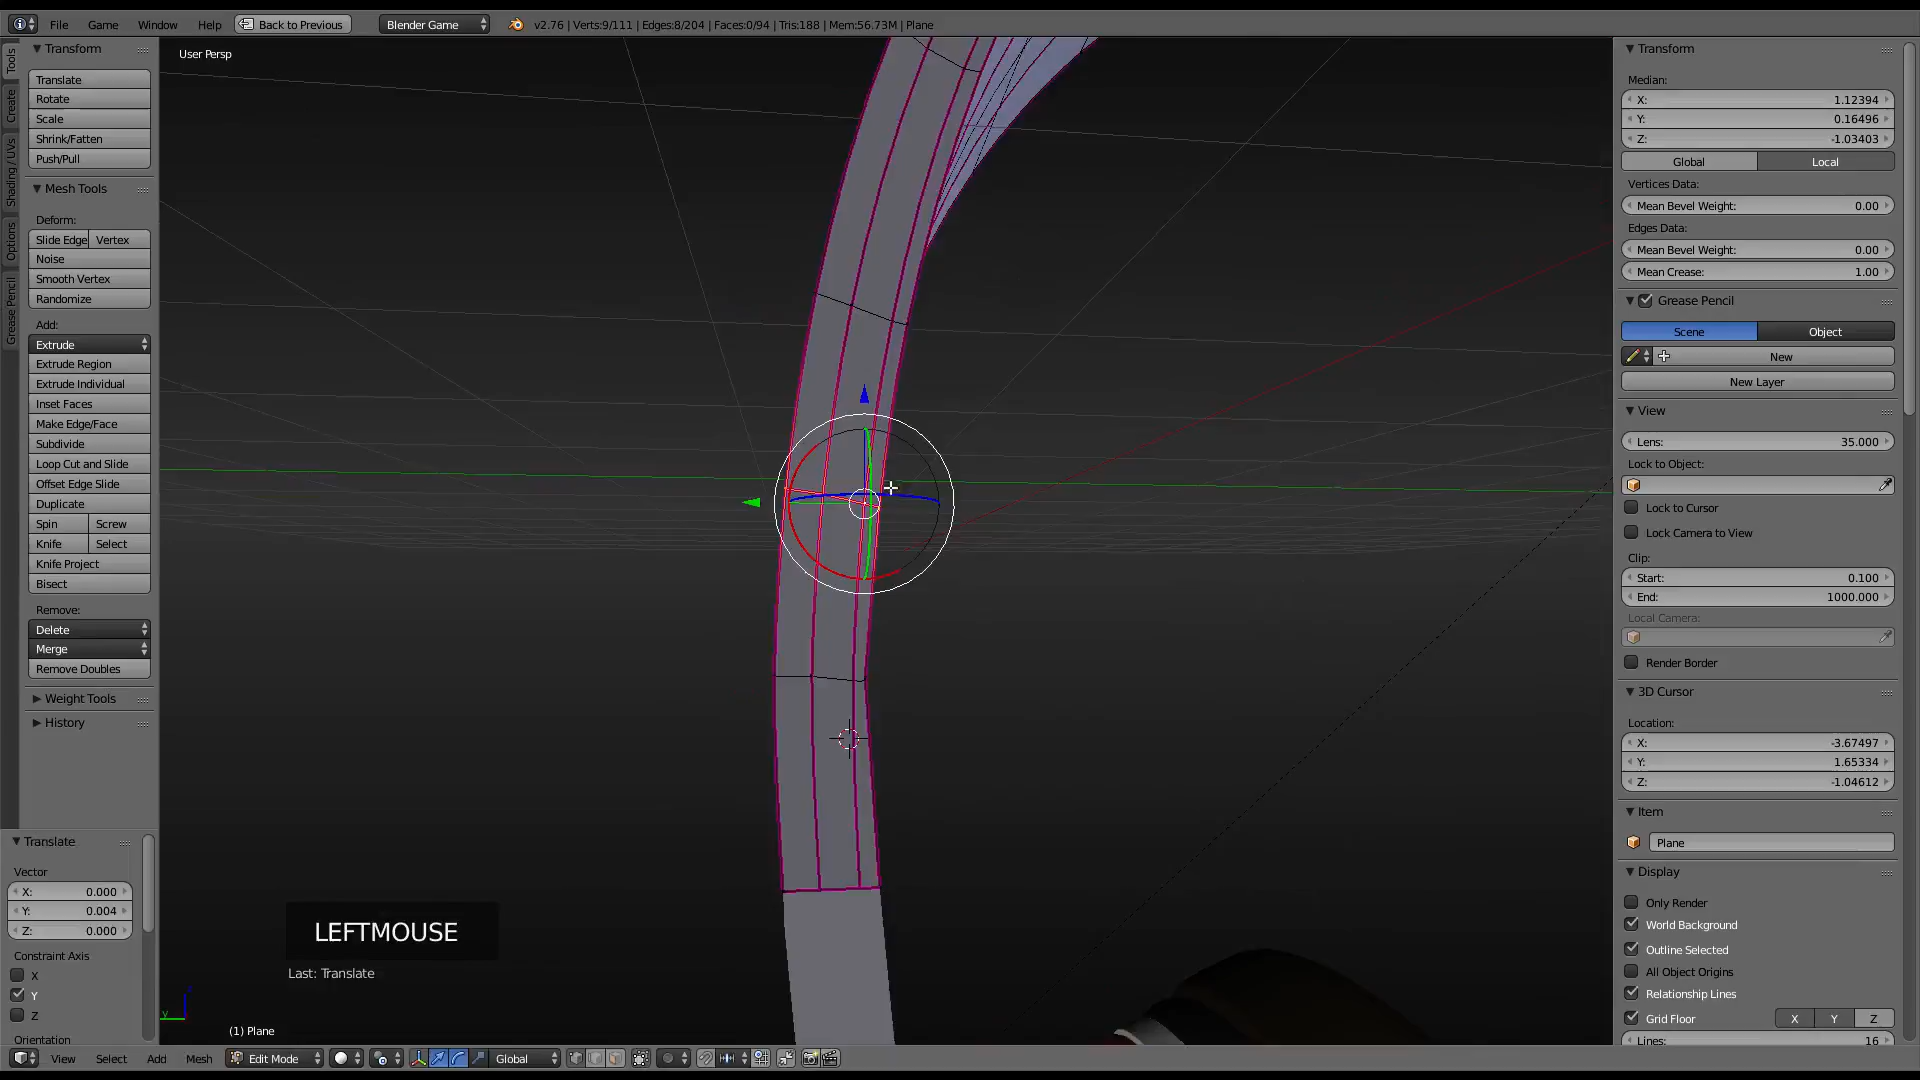 File Game Window Help Back to Previous Blender Game v2.76 | Verts:9/111 | Edges:8/204 | Faces:0/94 | Tris:188 | Mem:56.73M | Plane
Tools
Create
Shading / UVs
Options
Grease Pencil
Transform
Translate
Rotate
Scale
Shrink/Fatten
Push/Pull
Mesh Tools
Deform:
Slide Edge Vertex
Noise
Smooth Vertex
Randomize
Add:
Extrude
Extrude Region
Extrude Individual
Inset Faces
Make Edge/Face
Subdivide
Loop Cut and Slide
Offset Edge Slide
Duplicate
Spin Screw
Knife Select
Knife Project
Bisect
Remove:
Delete
Merge
Remove Doubles
Weight Tools
History
Translate
Vector
X: 0.000
Y: 0.004
Z: 0.000
Constraint Axis
X
Y
Z
Orientation
User Persp
LEFTMOUSE
Last: Translate
y
(1) Plane
View Select Add Mesh Edit Mode Global
Transform
Median:
X: 1.12394
Y: 0.16496
Z: -1.03403
Global Local
Vertices Data:
Mean Bevel Weight: 0.00
Edges Data:
Mean Bevel Weight: 0.00
Mean Crease: 1.00
Grease Pencil
Scene Object
New
New Layer
View
Lens: 35.000
Lock to Object:
Lock to Cursor
Lock Camera to View
Clip:
Start: 0.100
End: 1000.000
Local Camera:
Render Border
3D Cursor
Location:
X: -3.67497
Y: 1.65334
Z: -1.04612
Item
Plane
Display
Only Render
World Background
Outline Selected
All Object Origins
Relationship Lines
Grid Floor X Y Z
Lines: 16